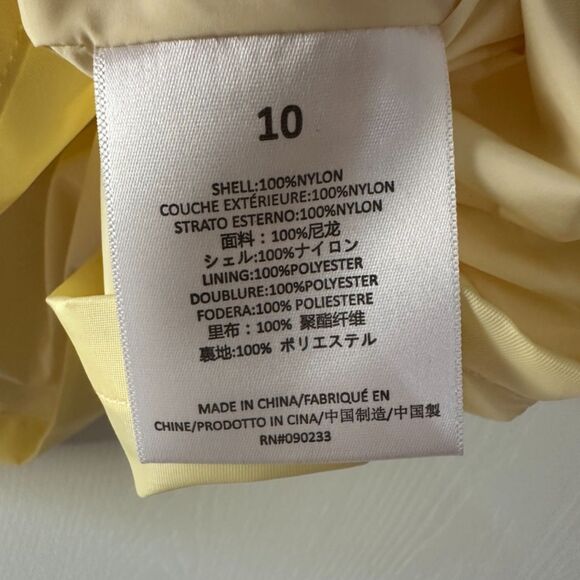 10
SHELL:100%NYLON
COUCHE EXTÉRIEURE:100%NYLON
STRATO ESTERNO:100%NYLON
面料：100%尼龙
シェル:100%ナイロン
LINING:100%POLYESTER
DOUBLURE:100%POLYESTER
FODERA:100% POLIESTERE
里布：100% 聚酯纤维
裏地:100% ポリエステル
MADE IN CHINA/FABRIQUÉ EN
CHINE/PRODOTTO IN CINA/中国制造/中国製
RN#090233